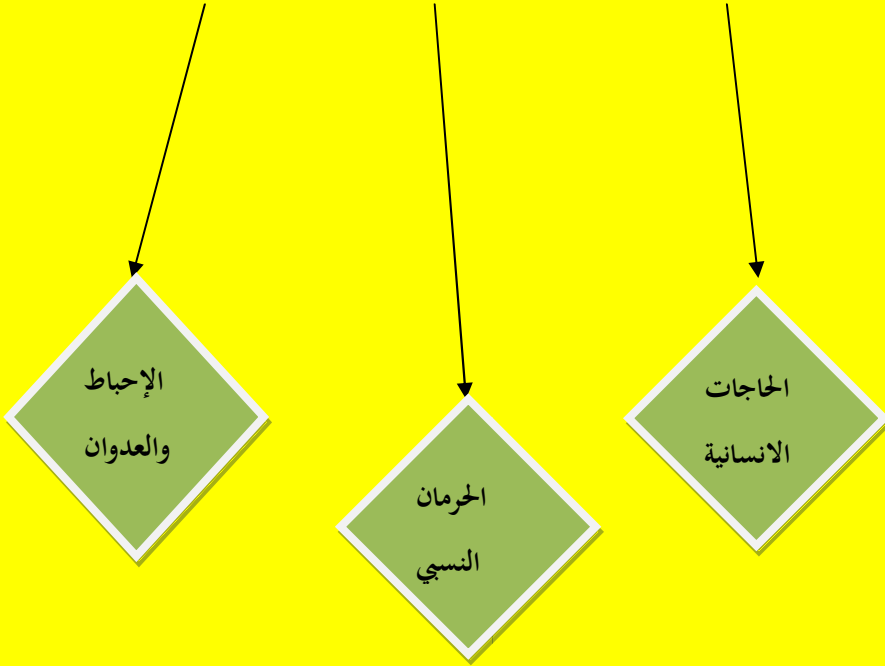 الحاجات
الانسانية
الحرمان
النسبي
الإحباط
والعدوان